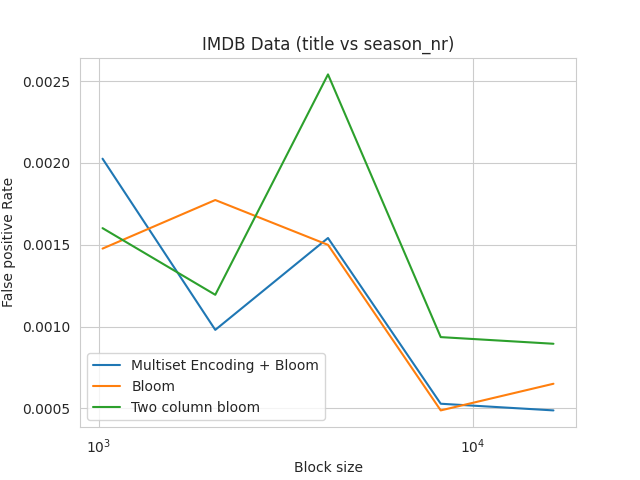 IMDB Data (title vs season_nr)
False positive Rate
0.0025
0.0020
0.0015
0.0010
0.0005
Multiset Encoding + Bloom
Bloom
Two column bloom
10³ 10⁴
Block size